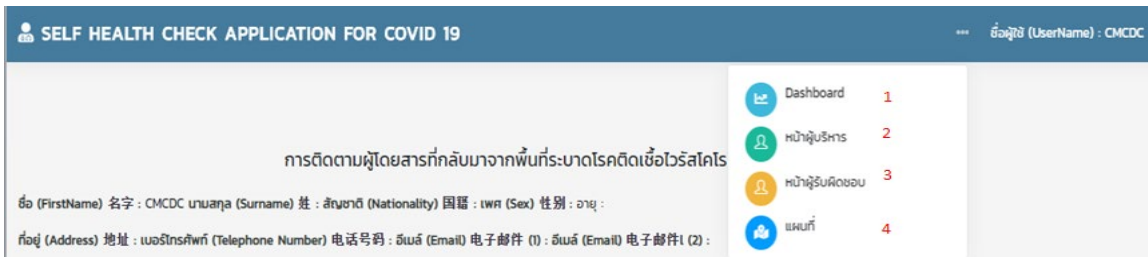 SELF HEALTH CHECK APPLICATION FOR COVID 19 ••• ชื่อผู้ใช้ (UserName) : CMCDC
Dashboard 1
หน้าผู้บริหาร 2
การติดตามผู้โดยสารที่กลับมาจากพื้นที่ระบาดโรคติดเชื้อไวรัสโคโร
หน้าผู้รับผิดชอบ 3
ชื่อ (FirstName) 名字 : CMCDC นามสกุล (Surname) 姓 : สัญชาติ (Nationality) 国籍 : เพศ (Sex) 性别 : อายุ :
แผนที่ 4
ที่อยู่ (Address) 地址 : เบอร์โทรศัพท์ (Telephone Number) 电话号码 : อีเมล์ (Email) 电子邮件 (1) : อีเมล์ (Email) 电子邮件l (2) :